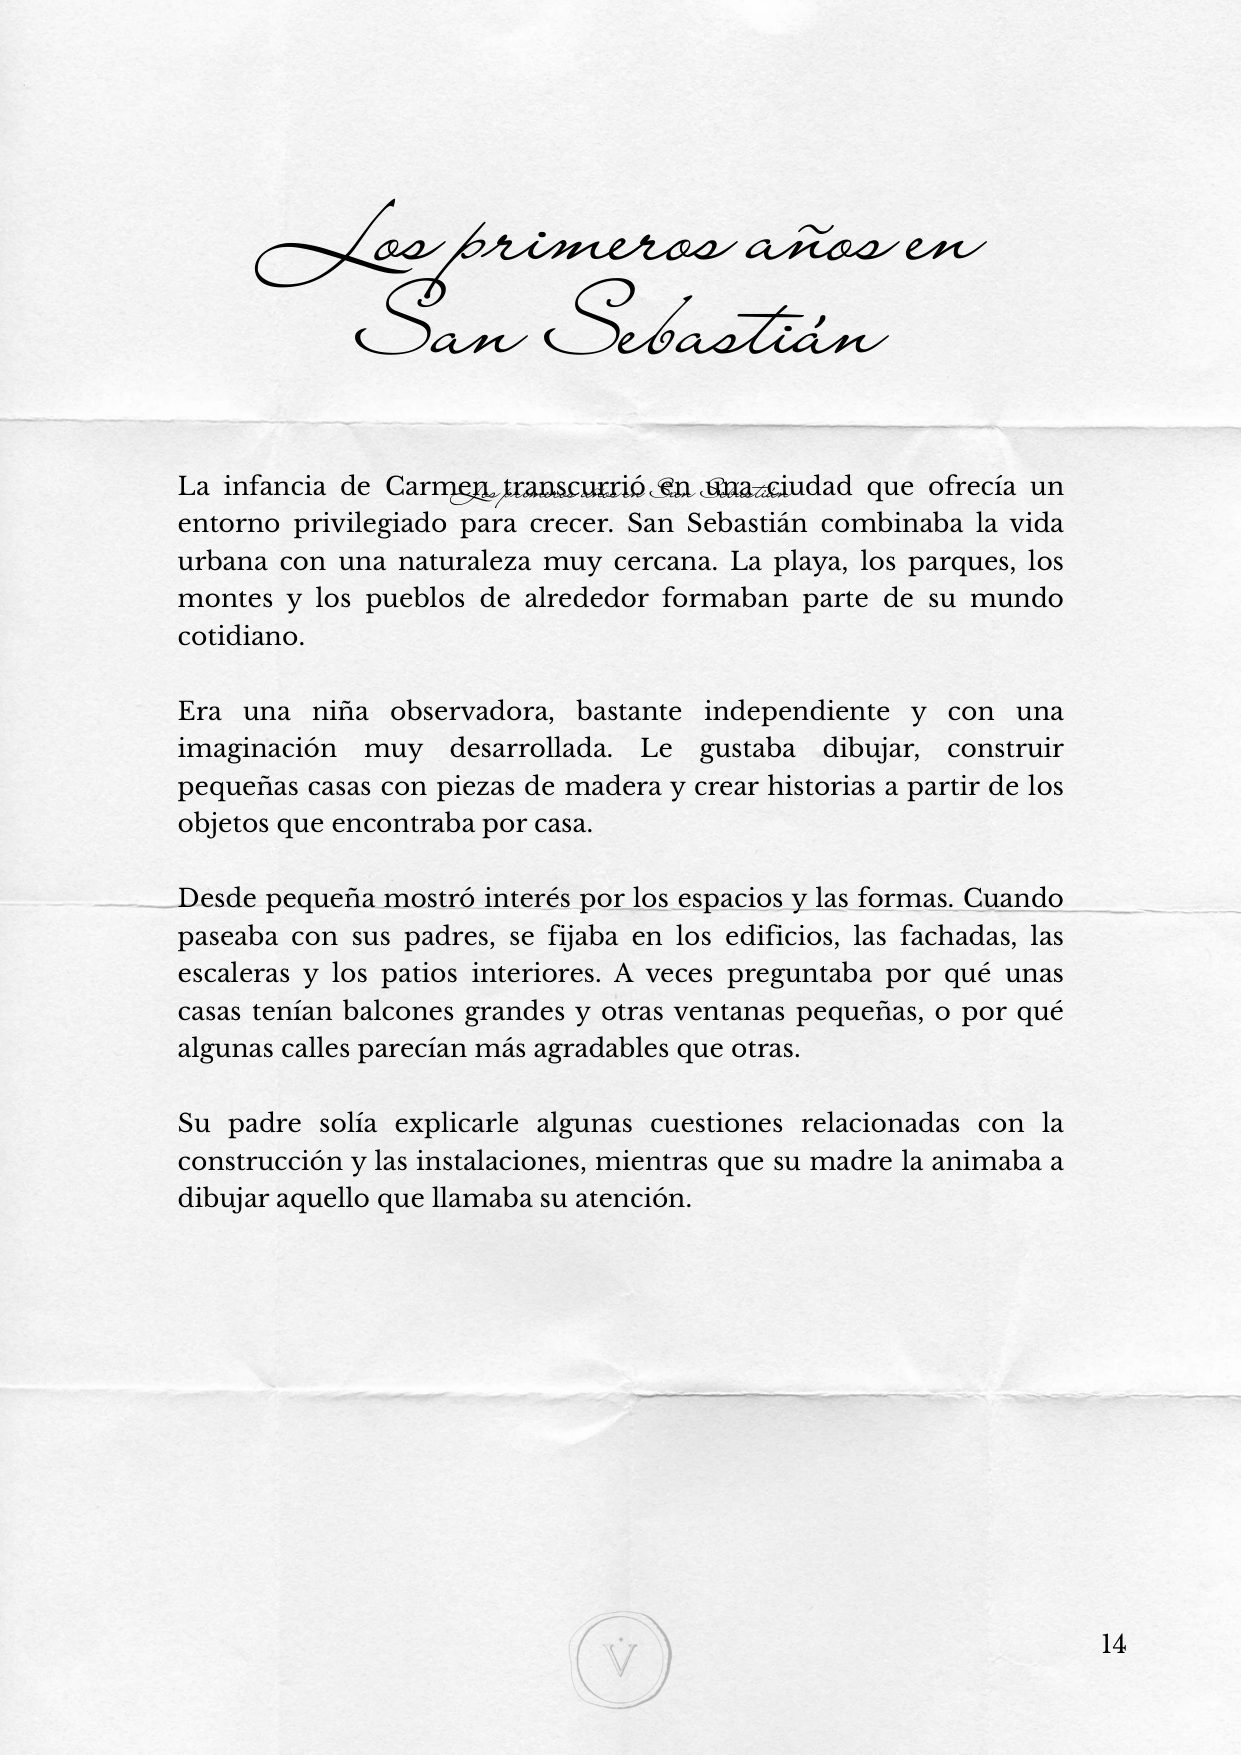 Los primeros años en
San Sebastián
La infancia de Carmen transcurrió en una ciudad que ofrecía un
Los primeros años en San Sebastián
entorno privilegiado para crecer. San Sebastián combinaba la vida
urbana con una naturaleza muy cercana. La playa, los parques, los
montes y los pueblos de alrededor formaban parte de su mundo
cotidiano.
Era una niña observadora, bastante independiente y con una
imaginación muy desarrollada. Le gustaba dibujar, construir
pequeñas casas con piezas de madera y crear historias a partir de los
objetos que encontraba por casa.
Desde pequeña mostró interés por los espacios y las formas. Cuando
paseaba con sus padres, se fijaba en los edificios, las fachadas, las
escaleras y los patios interiores. A veces preguntaba por qué unas
casas tenían balcones grandes y otras ventanas pequeñas, o por qué
algunas calles parecían más agradables que otras.
Su padre solía explicarle algunas cuestiones relacionadas con la
construcción y las instalaciones, mientras que su madre la animaba a
dibujar aquello que llamaba su atención.
V
14